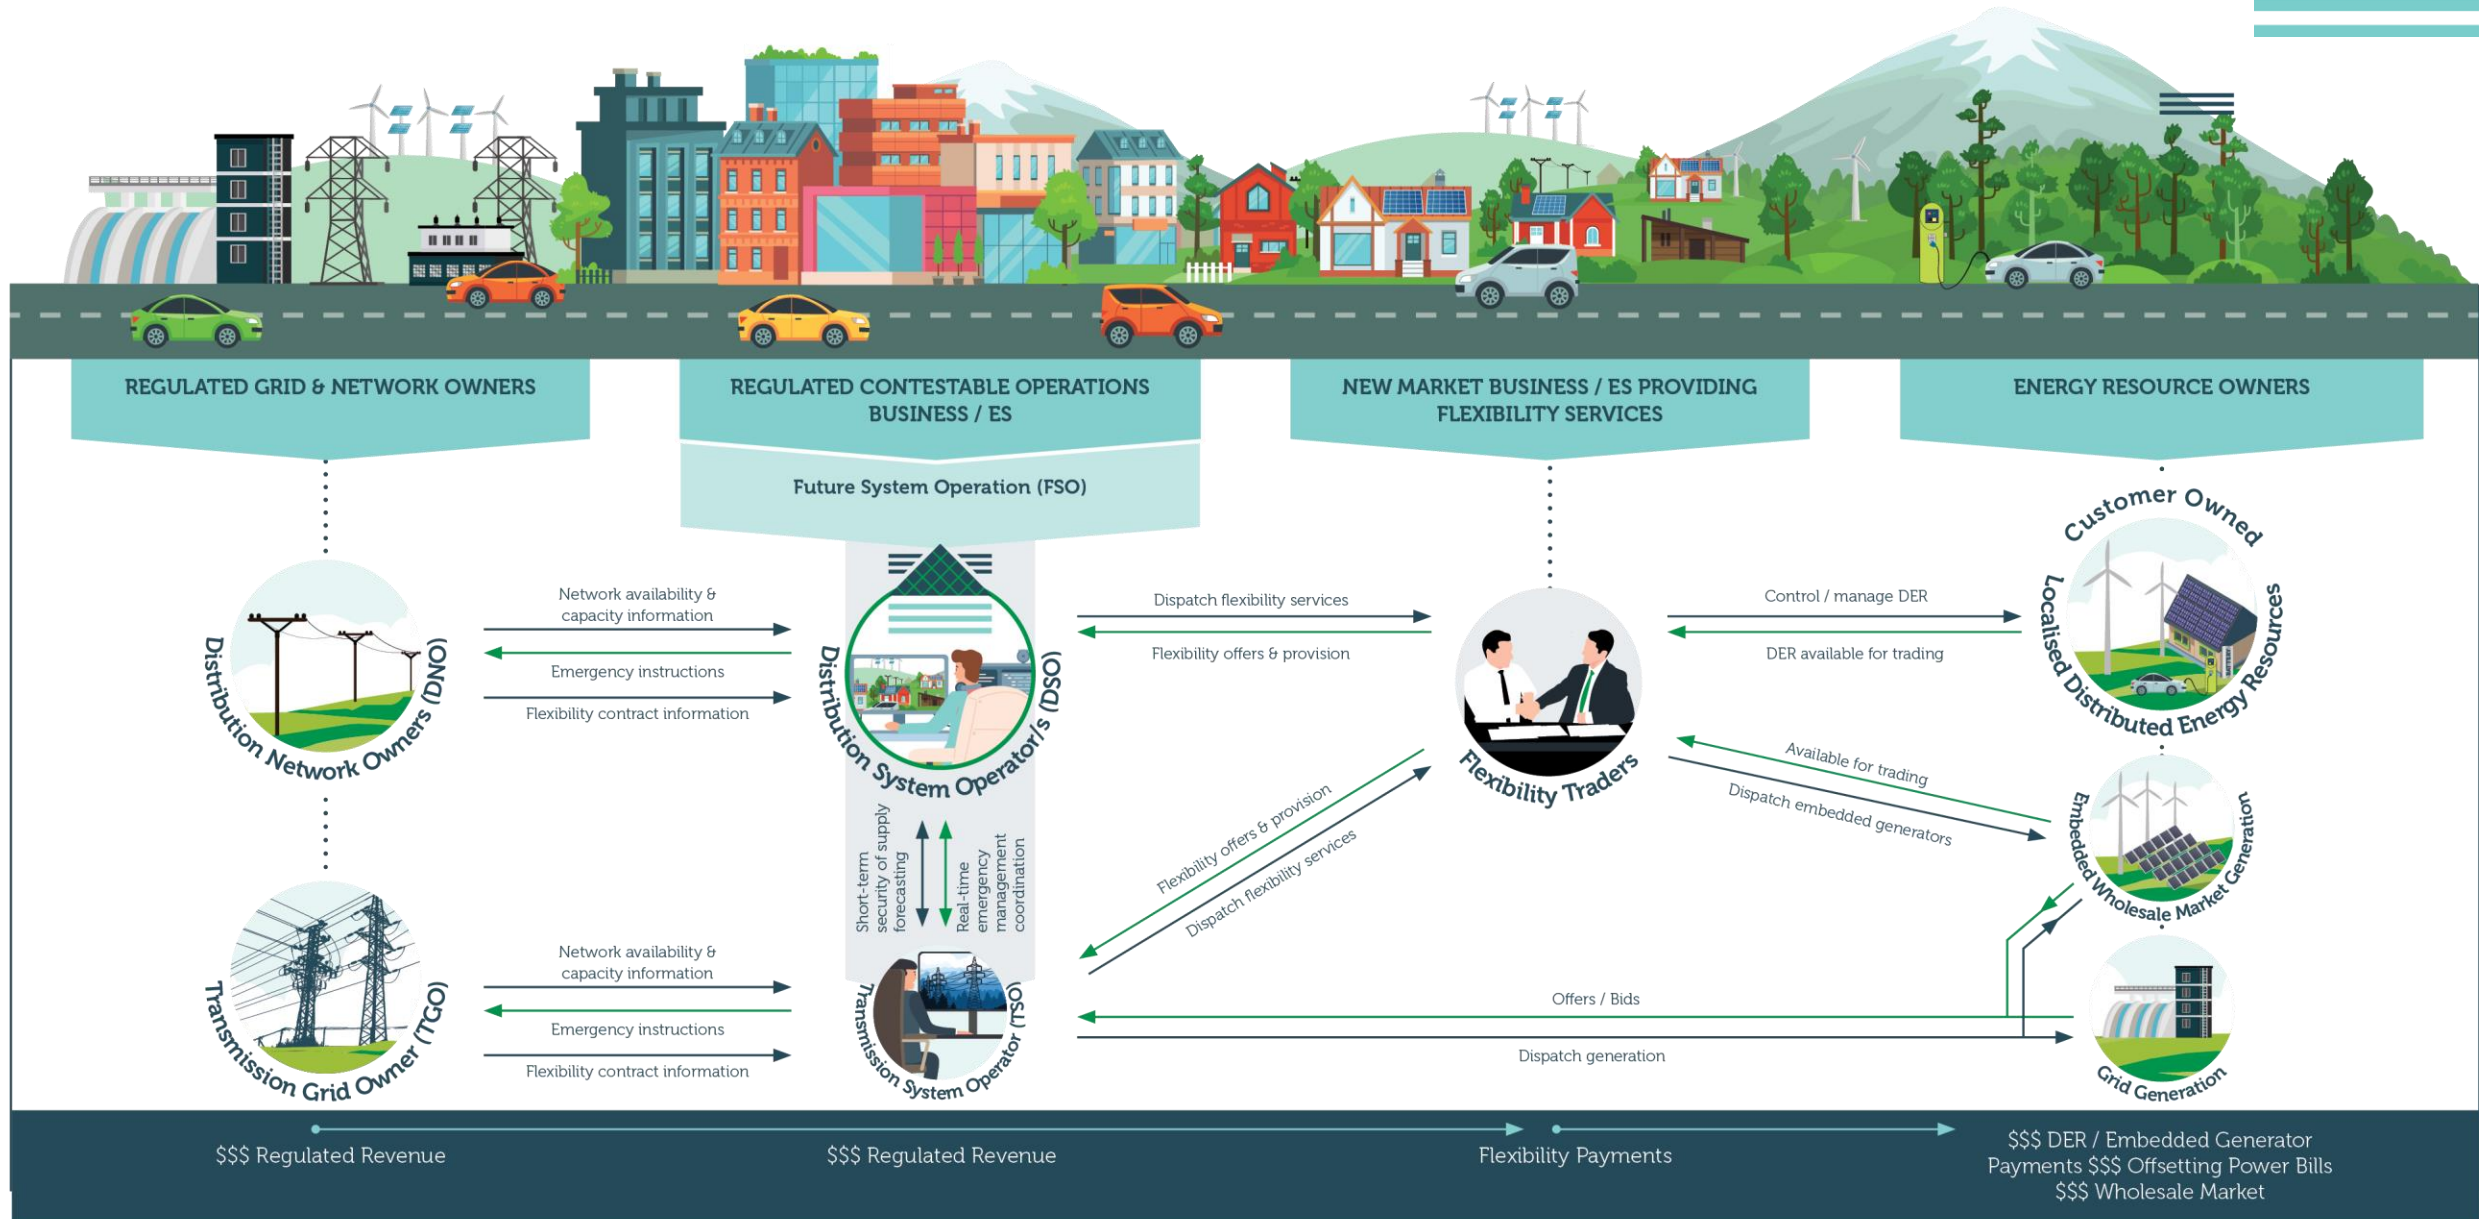 REGULATED GRID & NETWORK OWNERS
REGULATED CONTESTABLE OPERATIONS
BUSINESS / ES
NEW MARKET BUSINESS / ES PROVIDING
FLEXIBILITY SERVICES
ENERGY RESOURCE OWNERS
Future System Operation (FSO)
Distribution Network Owners (DNO)
Network availability &
capacity information
Emergency instructions
Flexibility contract information
Distribution System Operator/s (DSO)
Dispatch flexibility services
Flexibility offers & provision
Flexibility Traders
Control / manage DER
DER available for trading
Customer Owned
Localised Distributed Energy Resources
Available for trading
Dispatch embedded generators
Embedded Wholesale Market Generation
Short-term
security of supply
forecasting
Real-time
emergency
management
coordination
Flexibility offers & provision
Dispatch flexibility services
Transmission Grid Owner (TGO)
Network availability &
capacity information
Emergency instructions
Flexibility contract information
Transmission System Operator (TSO)
Offers / Bids
Dispatch generation
Grid Generation
$$$ Regulated Revenue
$$$ Regulated Revenue
Flexibility Payments
$$$ DER / Embedded Generator
Payments $$$ Offsetting Power Bills
$$$ Wholesale Market